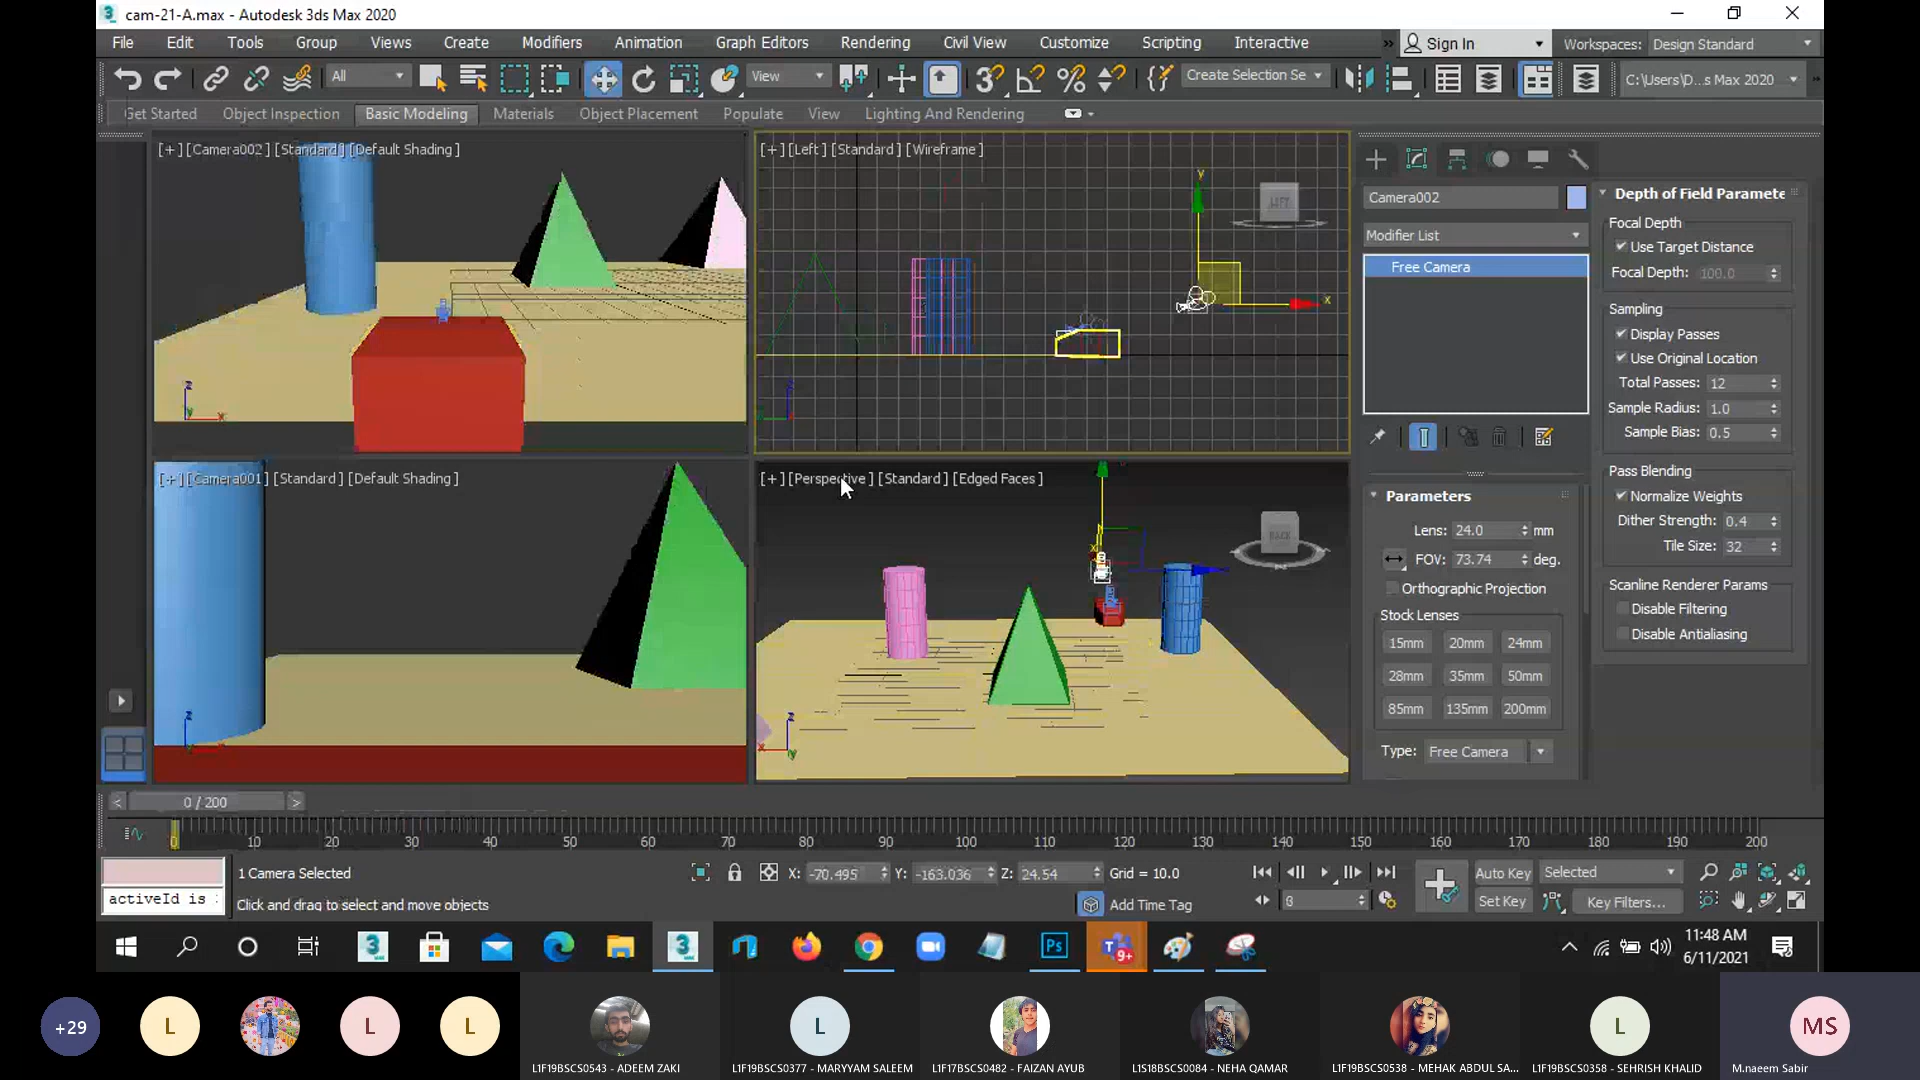 cam-21-A.max - Autodesk 3ds Max 2020
File Edit Tools Group Views Create Modifiers Animation Graph Editors Rendering Civil View Customize Scripting Interactive » Sign In Workspaces: Design Standard
All View Create Selection Se C:\Users\D...s Max 2020
Get Started Object Inspection Basic Modeling Materials Object Placement Populate View Lighting And Rendering
[+] [Camera002] [Standard] [Default Shading]
[+] [Left] [Standard] [Wireframe]
y
LEFT
x
z
y x
[+] [Camera001] [Standard] [Default Shading]
[+] [Perspective] [Standard] [Edged Faces]
BACK
z
z
x y
Camera002
Modifier List
Free Camera
Parameters
Lens: 24.0 mm
FOV: 73.74 deg.
Orthographic Projection
Stock Lenses
15mm 20mm 24mm
28mm 35mm 50mm
85mm 135mm 200mm
Type: Free Camera
Depth of Field Paramete
Focal Depth
Use Target Distance
Focal Depth: 100.0
Sampling
Display Passes
Use Original Location
Total Passes: 12
Sample Radius: 1.0
Sample Bias: 0.5
Pass Blending
Normalize Weights
Dither Strength: 0.4
Tile Size: 32
Scanline Renderer Params
Disable Filtering
Disable Antialiasing
< 0 / 200 >
0 10 20 30 40 50 60 70 80 90 100 110 120 130 140 150 160 170 180 190 200
1 Camera Selected X: -70.495 Y: -163.036 Z: 24.54 Grid = 10.0 Auto Key Selected
activeId is Click and drag to select and move objects Add Time Tag Set Key Key Filters...
Ps 9+ 11:48 AM
6/11/2021
+29 L L L L L MS
L1F19BSCS0543 - ADEEM ZAKI L1F19BSCS0377 - MARYYAM SALEEM L1F17BSCS0482 - FAIZAN AYUB L1S18BSCS0084 - NEHA QAMAR L1F19BSCS0538 - MEHAK ABDUL SA... L1F19BSCS0358 - SEHRISH KHALID M.naeem Sabir